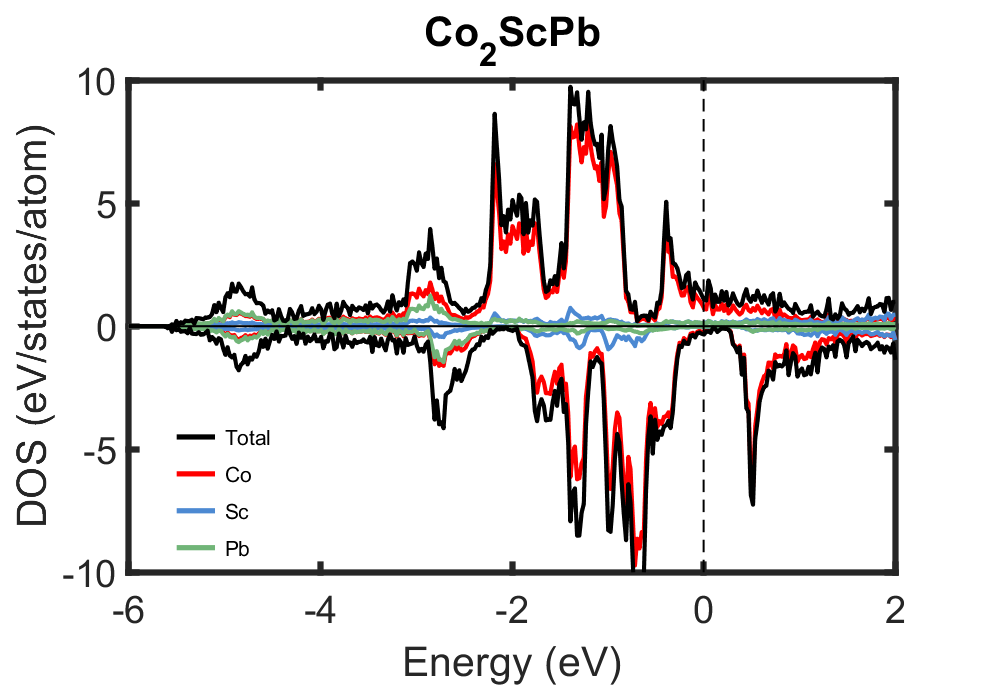 Co₂ScPb
DOS (eV/states/atom)
10
5
0
-5
-10
Total
Co
Sc
Pb
-6 -4 -2 0 2
Energy (eV)